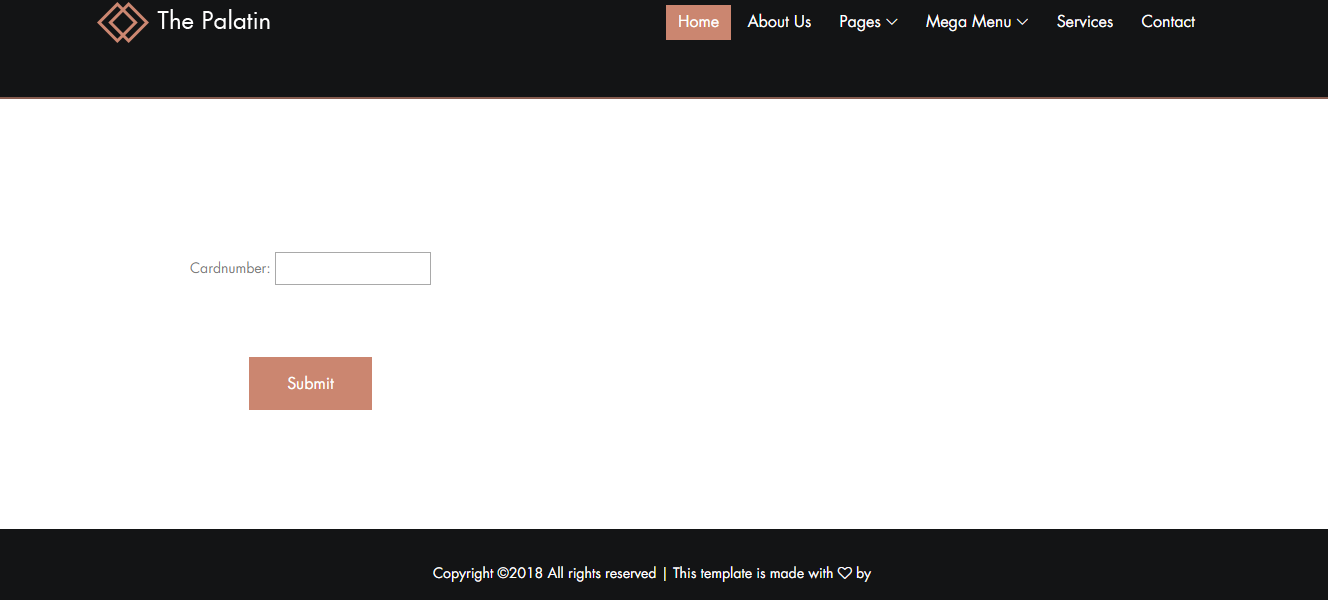 The Palatin
Home About Us Pages Mega Menu Services Contact
Cardnumber:
Submit
Copyright ©2018 All rights reserved | This template is made with ♡ by